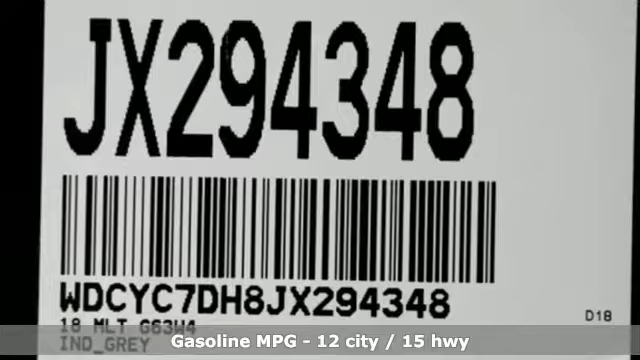 JX294348
WDCYC7DH8JX294348
D18
18 MLT G63W4
IND_GREY
Gasoline MPG - 12 city / 15 hwy